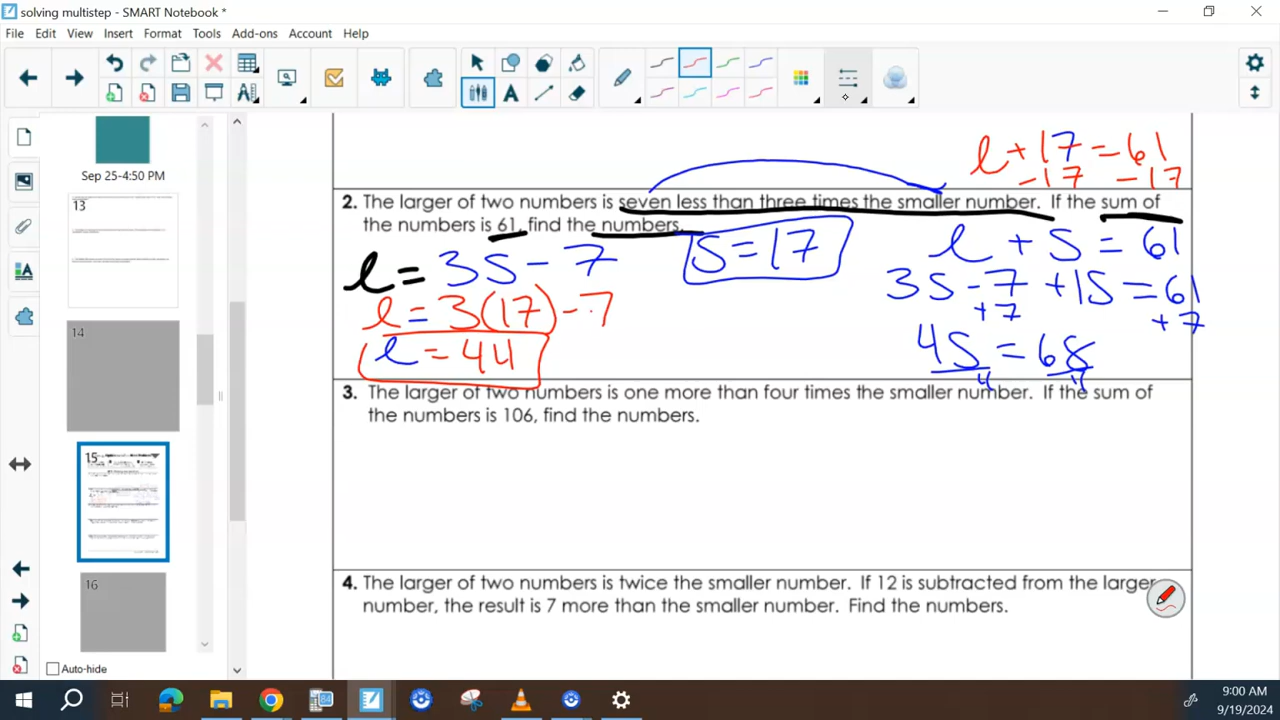 solving multistep - SMART Notebook *
File Edit View Insert Format Tools Add-ons Account Help
Sep 25-4:50 PM
13
14
15
16
Auto-hide
l + 17 = 61
-17 -17
2. The larger of two numbers is seven less than three times the smaller number. If the sum of
the numbers is 61, find the numbers.
l = 3S - 7
l = 3(17) - 7
l = 44
S = 17
l + S = 61
3S - 7 + 1S = 61
+7 +7
4S = 68
4 4
3. The larger of two numbers is one more than four times the smaller number. If the sum of
the numbers is 106, find the numbers.
4. The larger of two numbers is twice the smaller number. If 12 is subtracted from the larger
number, the result is 7 more than the smaller number. Find the numbers.
9:00 AM
9/19/2024